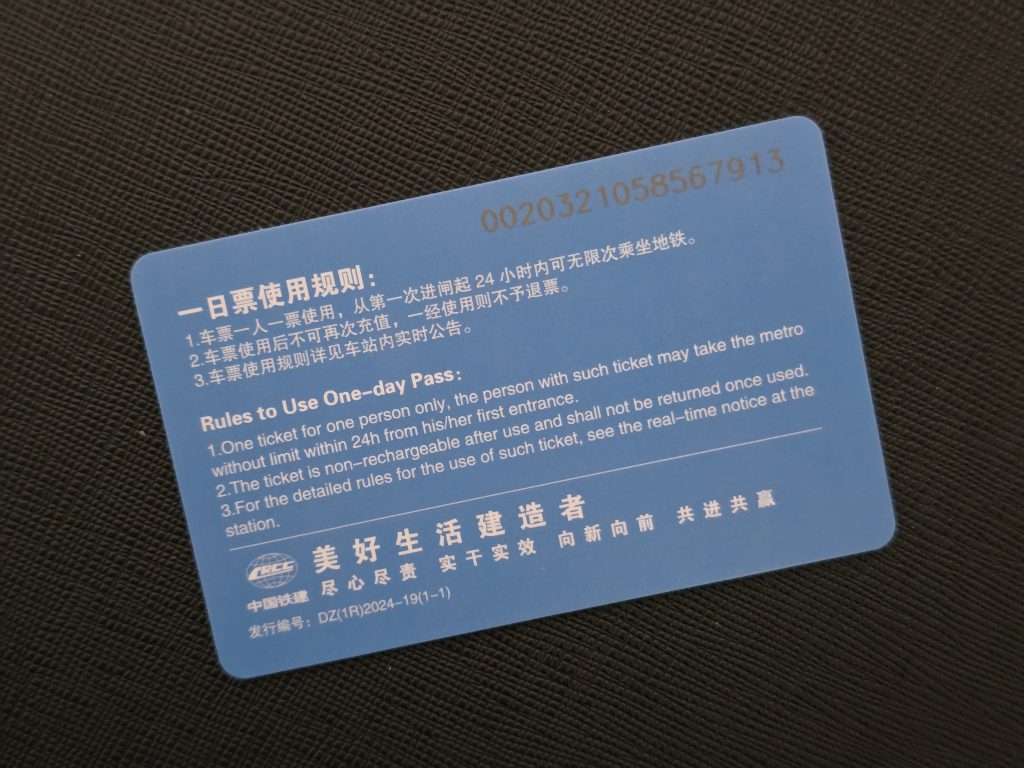 0020321058567913
一日票使用规则：
1.车票一人一票使用，从第一次进闸起 24 小时内可无限次乘坐地铁。
2.车票使用后不可再次充值，一经使用则不予退票。
3.车票使用规则详见车站内实时公告。
Rules to Use One-day Pass:
1.One ticket for one person only, the person with such ticket may take the metro
without limit within 24h from his/her first entrance.
2.The ticket is non-rechargeable after use and shall not be returned once used.
3.For the detailed rules for the use of such ticket, see the real-time notice at the
station.
CRCC
中国铁建
美好生活建造者
尽心尽责 实干实效 向新向前 共进共赢
发行编号：DZ(1R)2024-19(1-1)